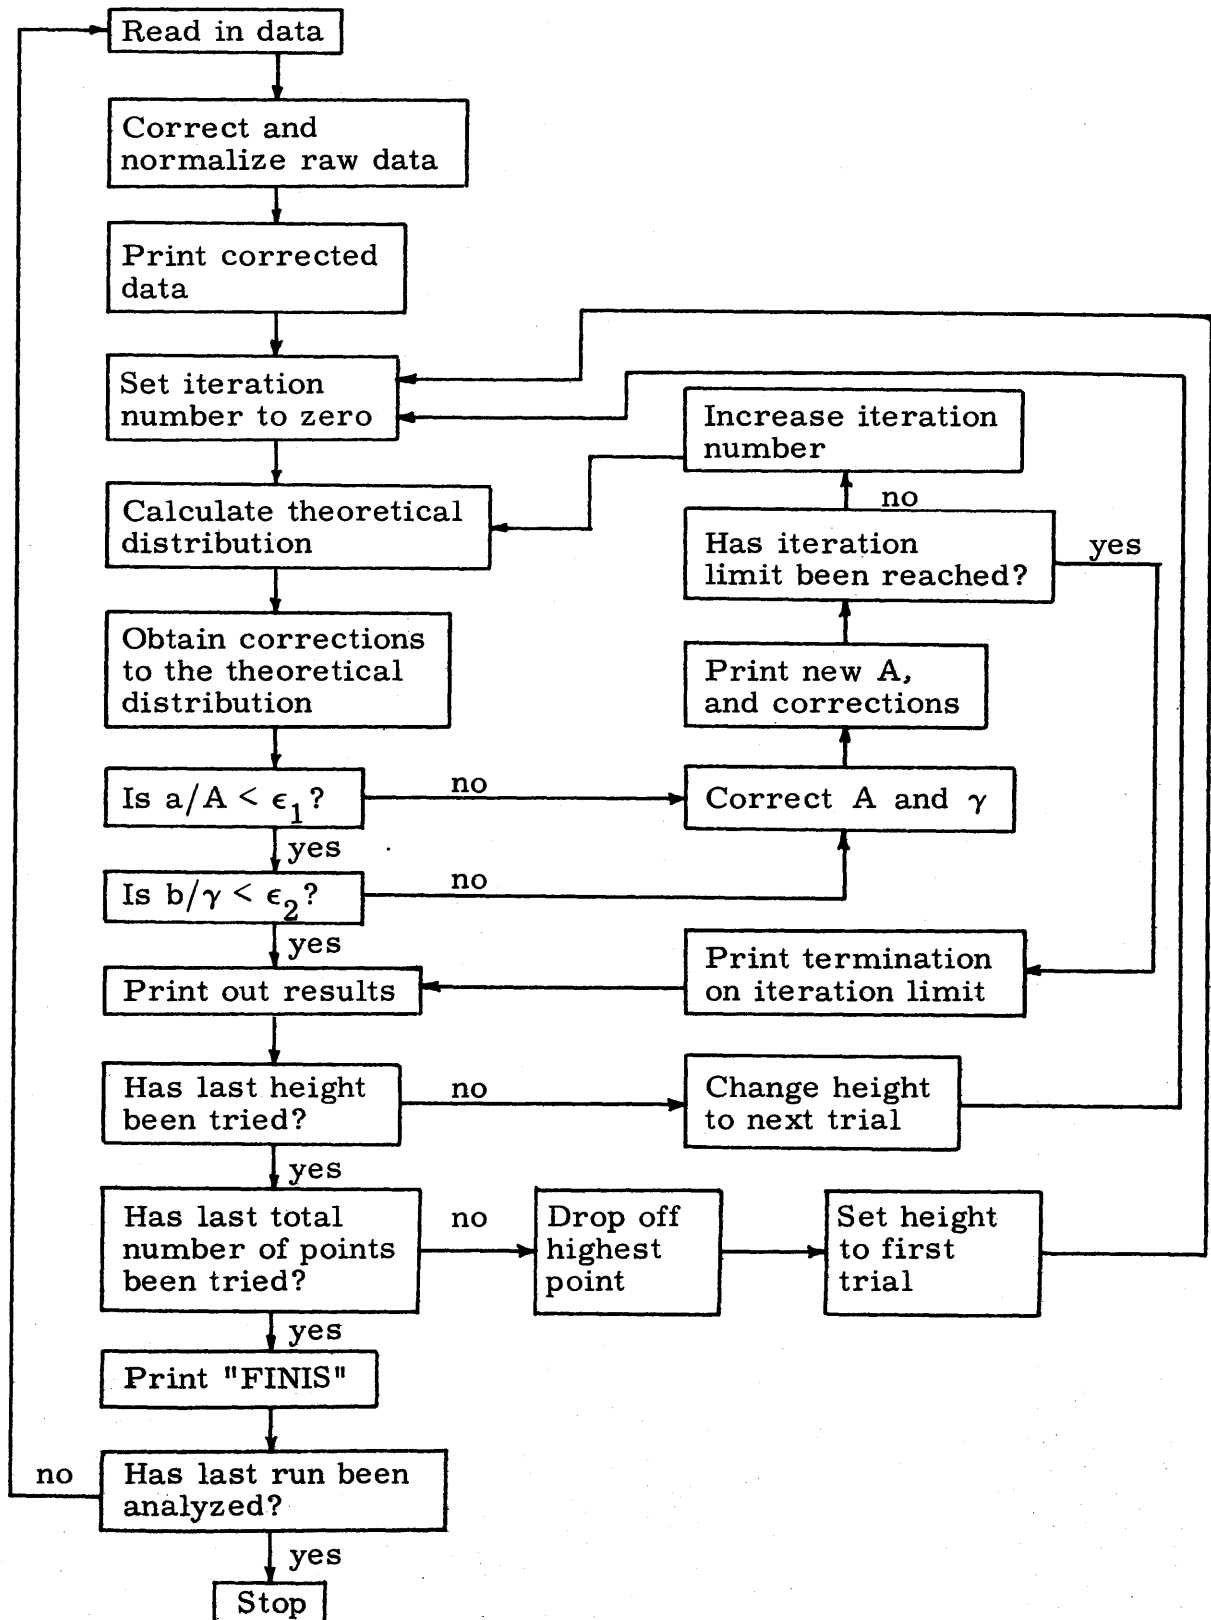 Read in data
Correct and
normalize raw data
Print corrected
data
Set iteration
number to zero
Increase iteration
number
no
Calculate theoretical
distribution
Has iteration
limit been reached?
yes
Obtain corrections
to the theoretical
distribution
Print new A,
and corrections
Is a/A < ϵ₁?
no
Correct A and γ
yes
Is b/γ < ϵ₂?
no
yes
Print out results
Print termination
on iteration limit
Has last height
been tried?
no
Change height
to next trial
yes
Has last total
number of points
been tried?
no
Drop off
highest
point
Set height
to first
trial
yes
Print "FINIS"
no
Has last run been
analyzed?
yes
Stop